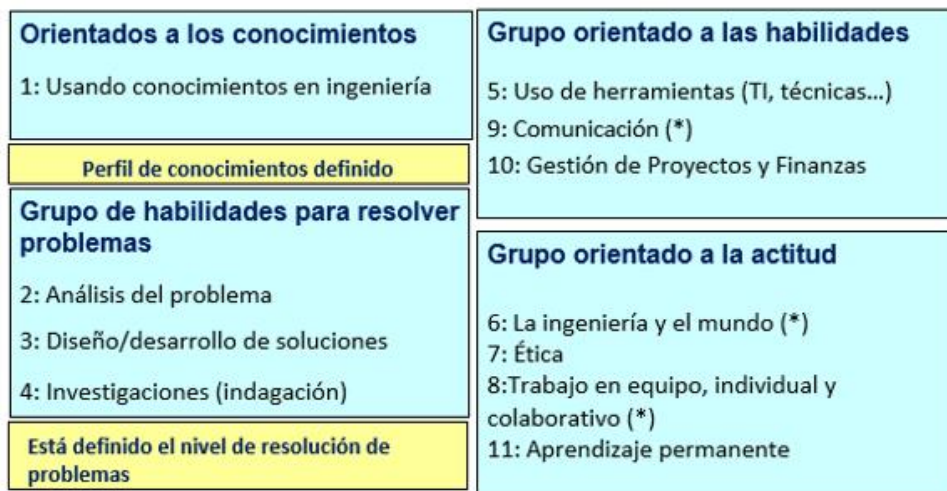 Orientados a los conocimientos
1: Usando conocimientos en ingeniería
Perfil de conocimientos definido
Grupo de habilidades para resolver
problemas
2: Análisis del problema
3: Diseño/desarrollo de soluciones
4: Investigaciones (indagación)
Está definido el nivel de resolución de
problemas
Grupo orientado a las habilidades
5: Uso de herramientas (TI, técnicas...)
9: Comunicación (*)
10: Gestión de Proyectos y Finanzas
Grupo orientado a la actitud
6: La ingeniería y el mundo (*)
7: Ética
8:Trabajo en equipo, individual y
colaborativo (*)
11: Aprendizaje permanente